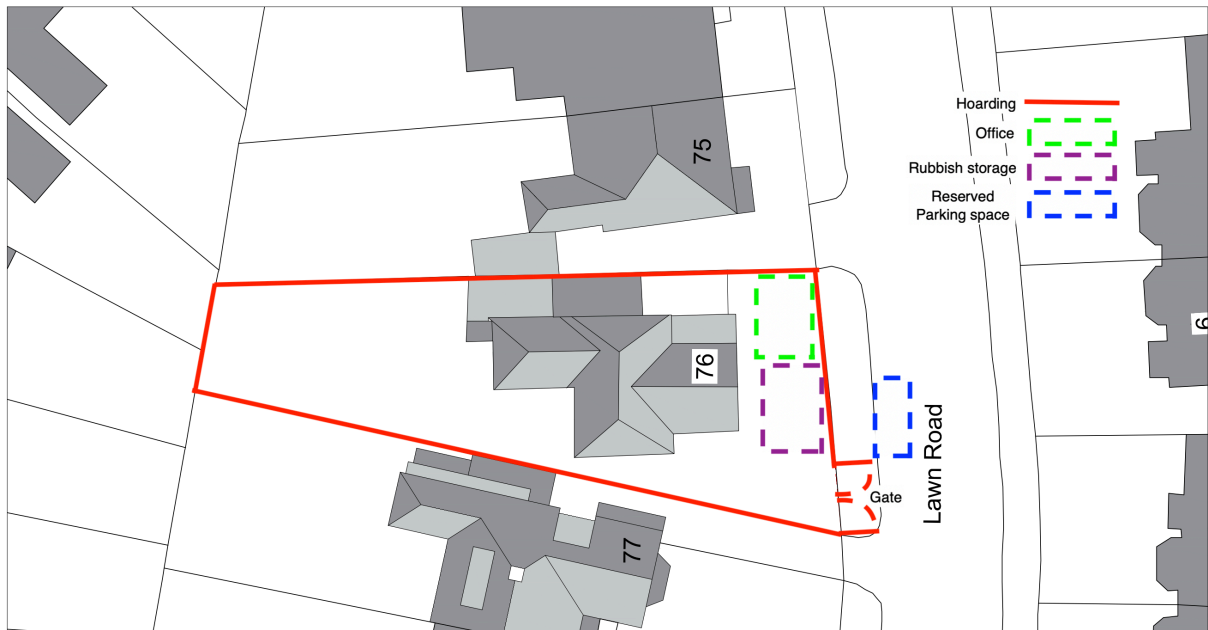 Hoarding
Office
Rubbish storage
Reserved
Parking space
75
76
77
Gate
Lawn Road